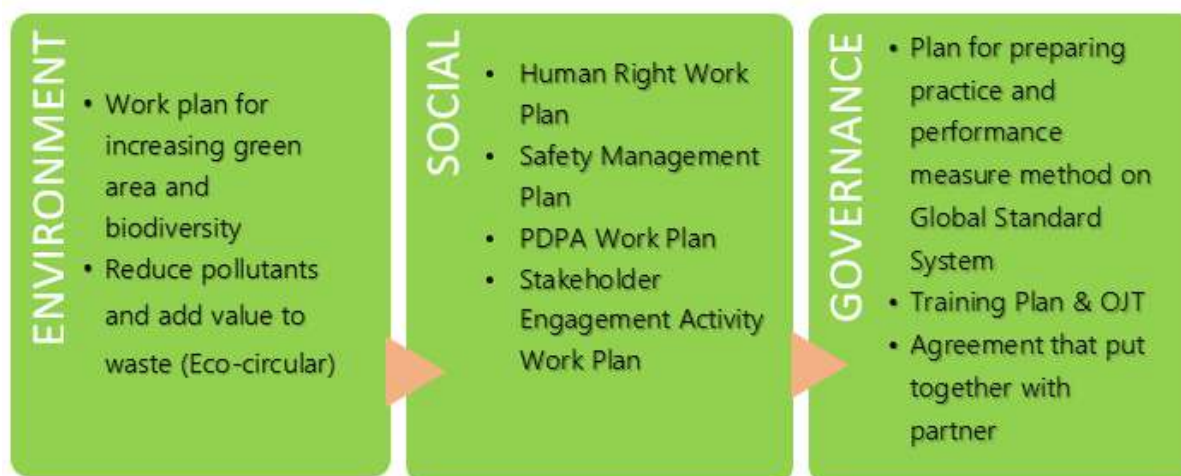 ENVIRONMENT
• Work plan for
increasing green
area and
biodiversity
• Reduce pollutants
and add value to
waste (Eco-circular)
SOCIAL
• Human Right Work
Plan
• Safety Management
Plan
• PDPA Work Plan
• Stakeholder
Engagement Activity
Work Plan
GOVERNANCE
• Plan for preparing
practice and
performance
measure method on
Global Standard
System
• Training Plan & OJT
• Agreement that put
together with
partner